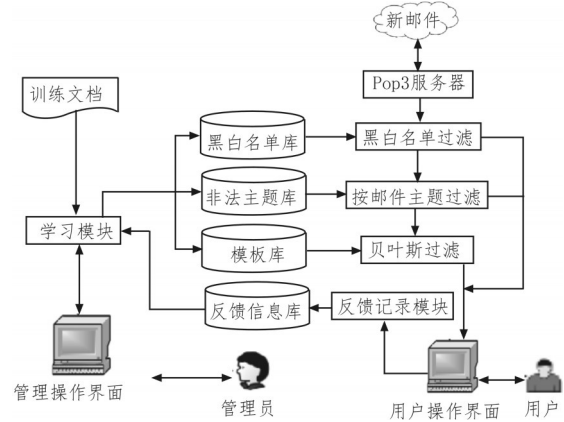 新邮件
Pop3服务器
训练文档
黑白名单库
黑白名单过滤
非法主题库
按邮件主题过滤
学习模块
模板库
贝叶斯过滤
反馈信息库
反馈记录模块
管理操作界面
管理员
用户操作界面
用户